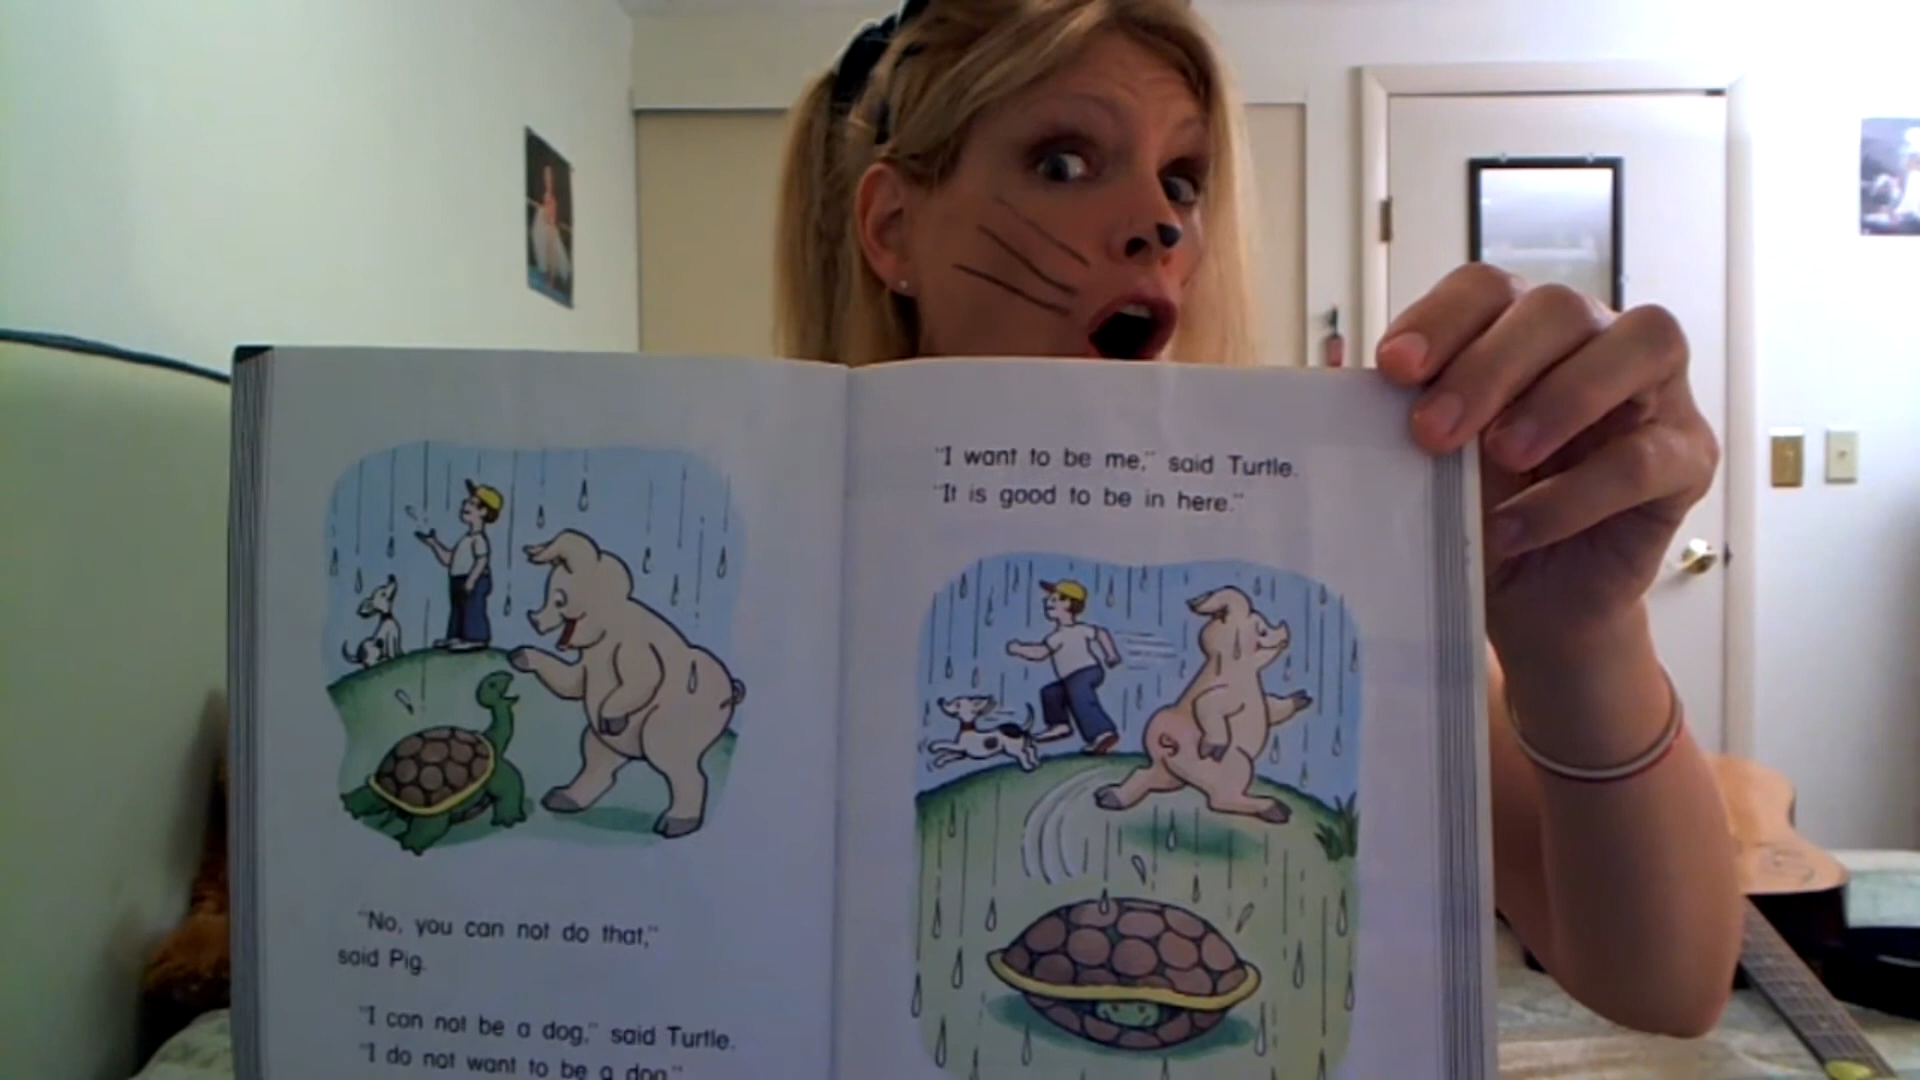 "No, you can not do that,"
said Pig.
"I can not be a dog," said Turtle.
"I do not want to be a dog."
"I want to be me," said Turtle.
"It is good to be in here."